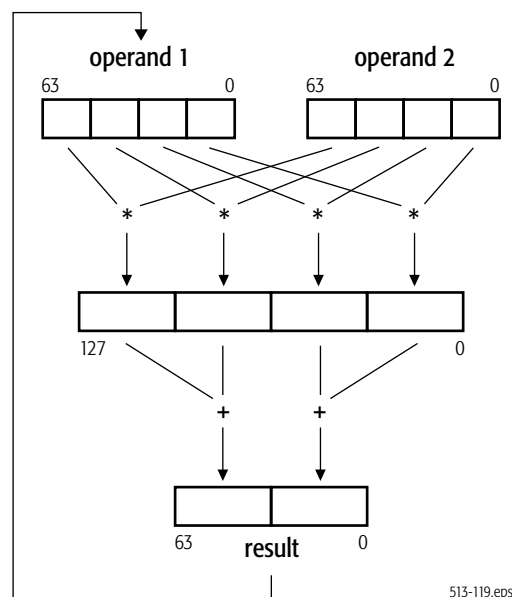 operand 1 operand 2
63 0 63 0
* * * *
127 0
+ +
63 result 0
513-119.eps